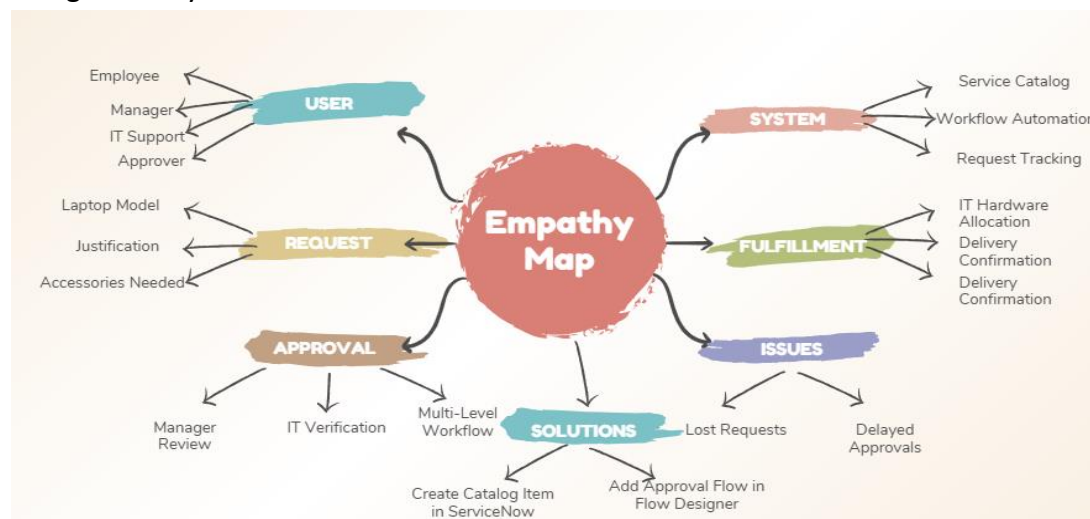 Employee
Manager
IT Support
Approver
USER
Laptop Model
Justification
Accessories Needed
REQUEST
APPROVAL
Manager
Review
IT Verification
Multi-Level
Workflow
Empathy
Map
SOLUTIONS
Create Catalog Item
in ServiceNow
Add Approval Flow in
Flow Designer
SYSTEM
Service Catalog
Workflow Automation
Request Tracking
FULFILLMENT
IT Hardware
Allocation
Delivery
Confirmation
Delivery
Confirmation
ISSUES
Lost Requests
Delayed
Approvals